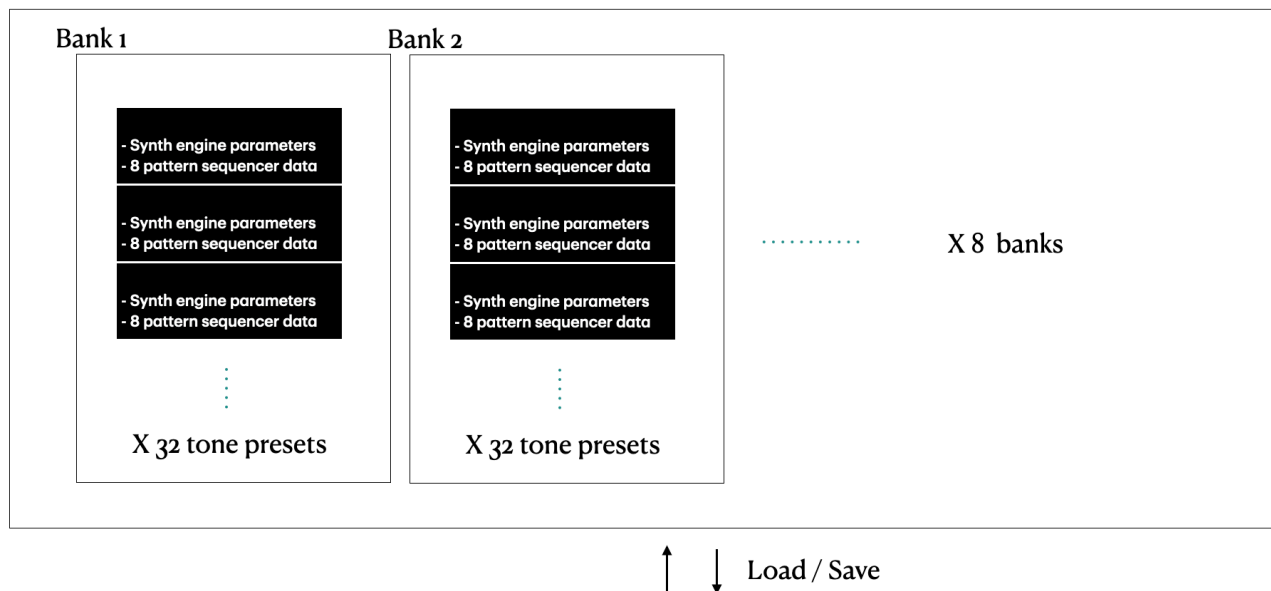 Bank 1
- Synth engine parameters
- 8 pattern sequencer data
- Synth engine parameters
- 8 pattern sequencer data
- Synth engine parameters
- 8 pattern sequencer data
X 32 tone presets
Bank 2
- Synth engine parameters
- 8 pattern sequencer data
- Synth engine parameters
- 8 pattern sequencer data
- Synth engine parameters
- 8 pattern sequencer data
X 32 tone presets
X 8 banks
Load / Save